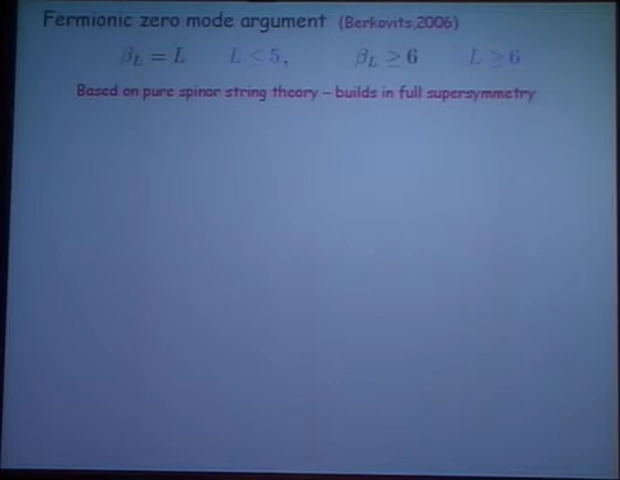 Fermionic zero mode argument (Berkovits,2006)
β_L = L L < 5, β_L ≥ 6 L ≥ 6
Based on pure spinor string theory – builds in full supersymmetry